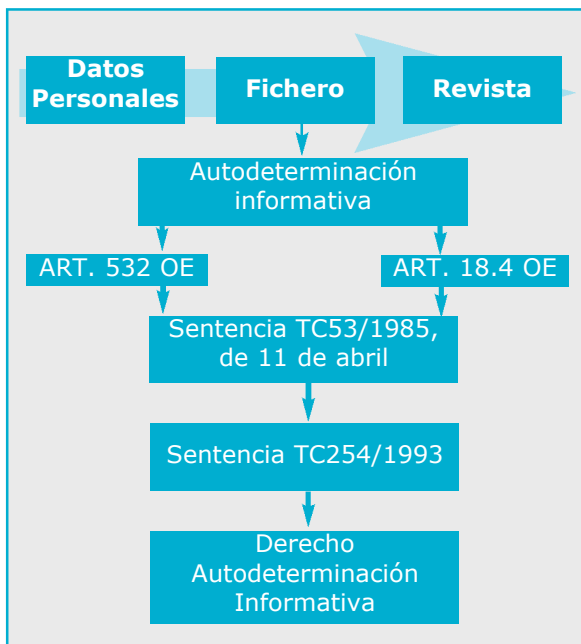 Datos
Personales
Fichero
Revista
Autodeterminación
informativa
ART. 532 OE
ART. 18.4 OE
Sentencia TC53/1985,
de 11 de abril
Sentencia TC254/1993
Derecho
Autodeterminación
Informativa